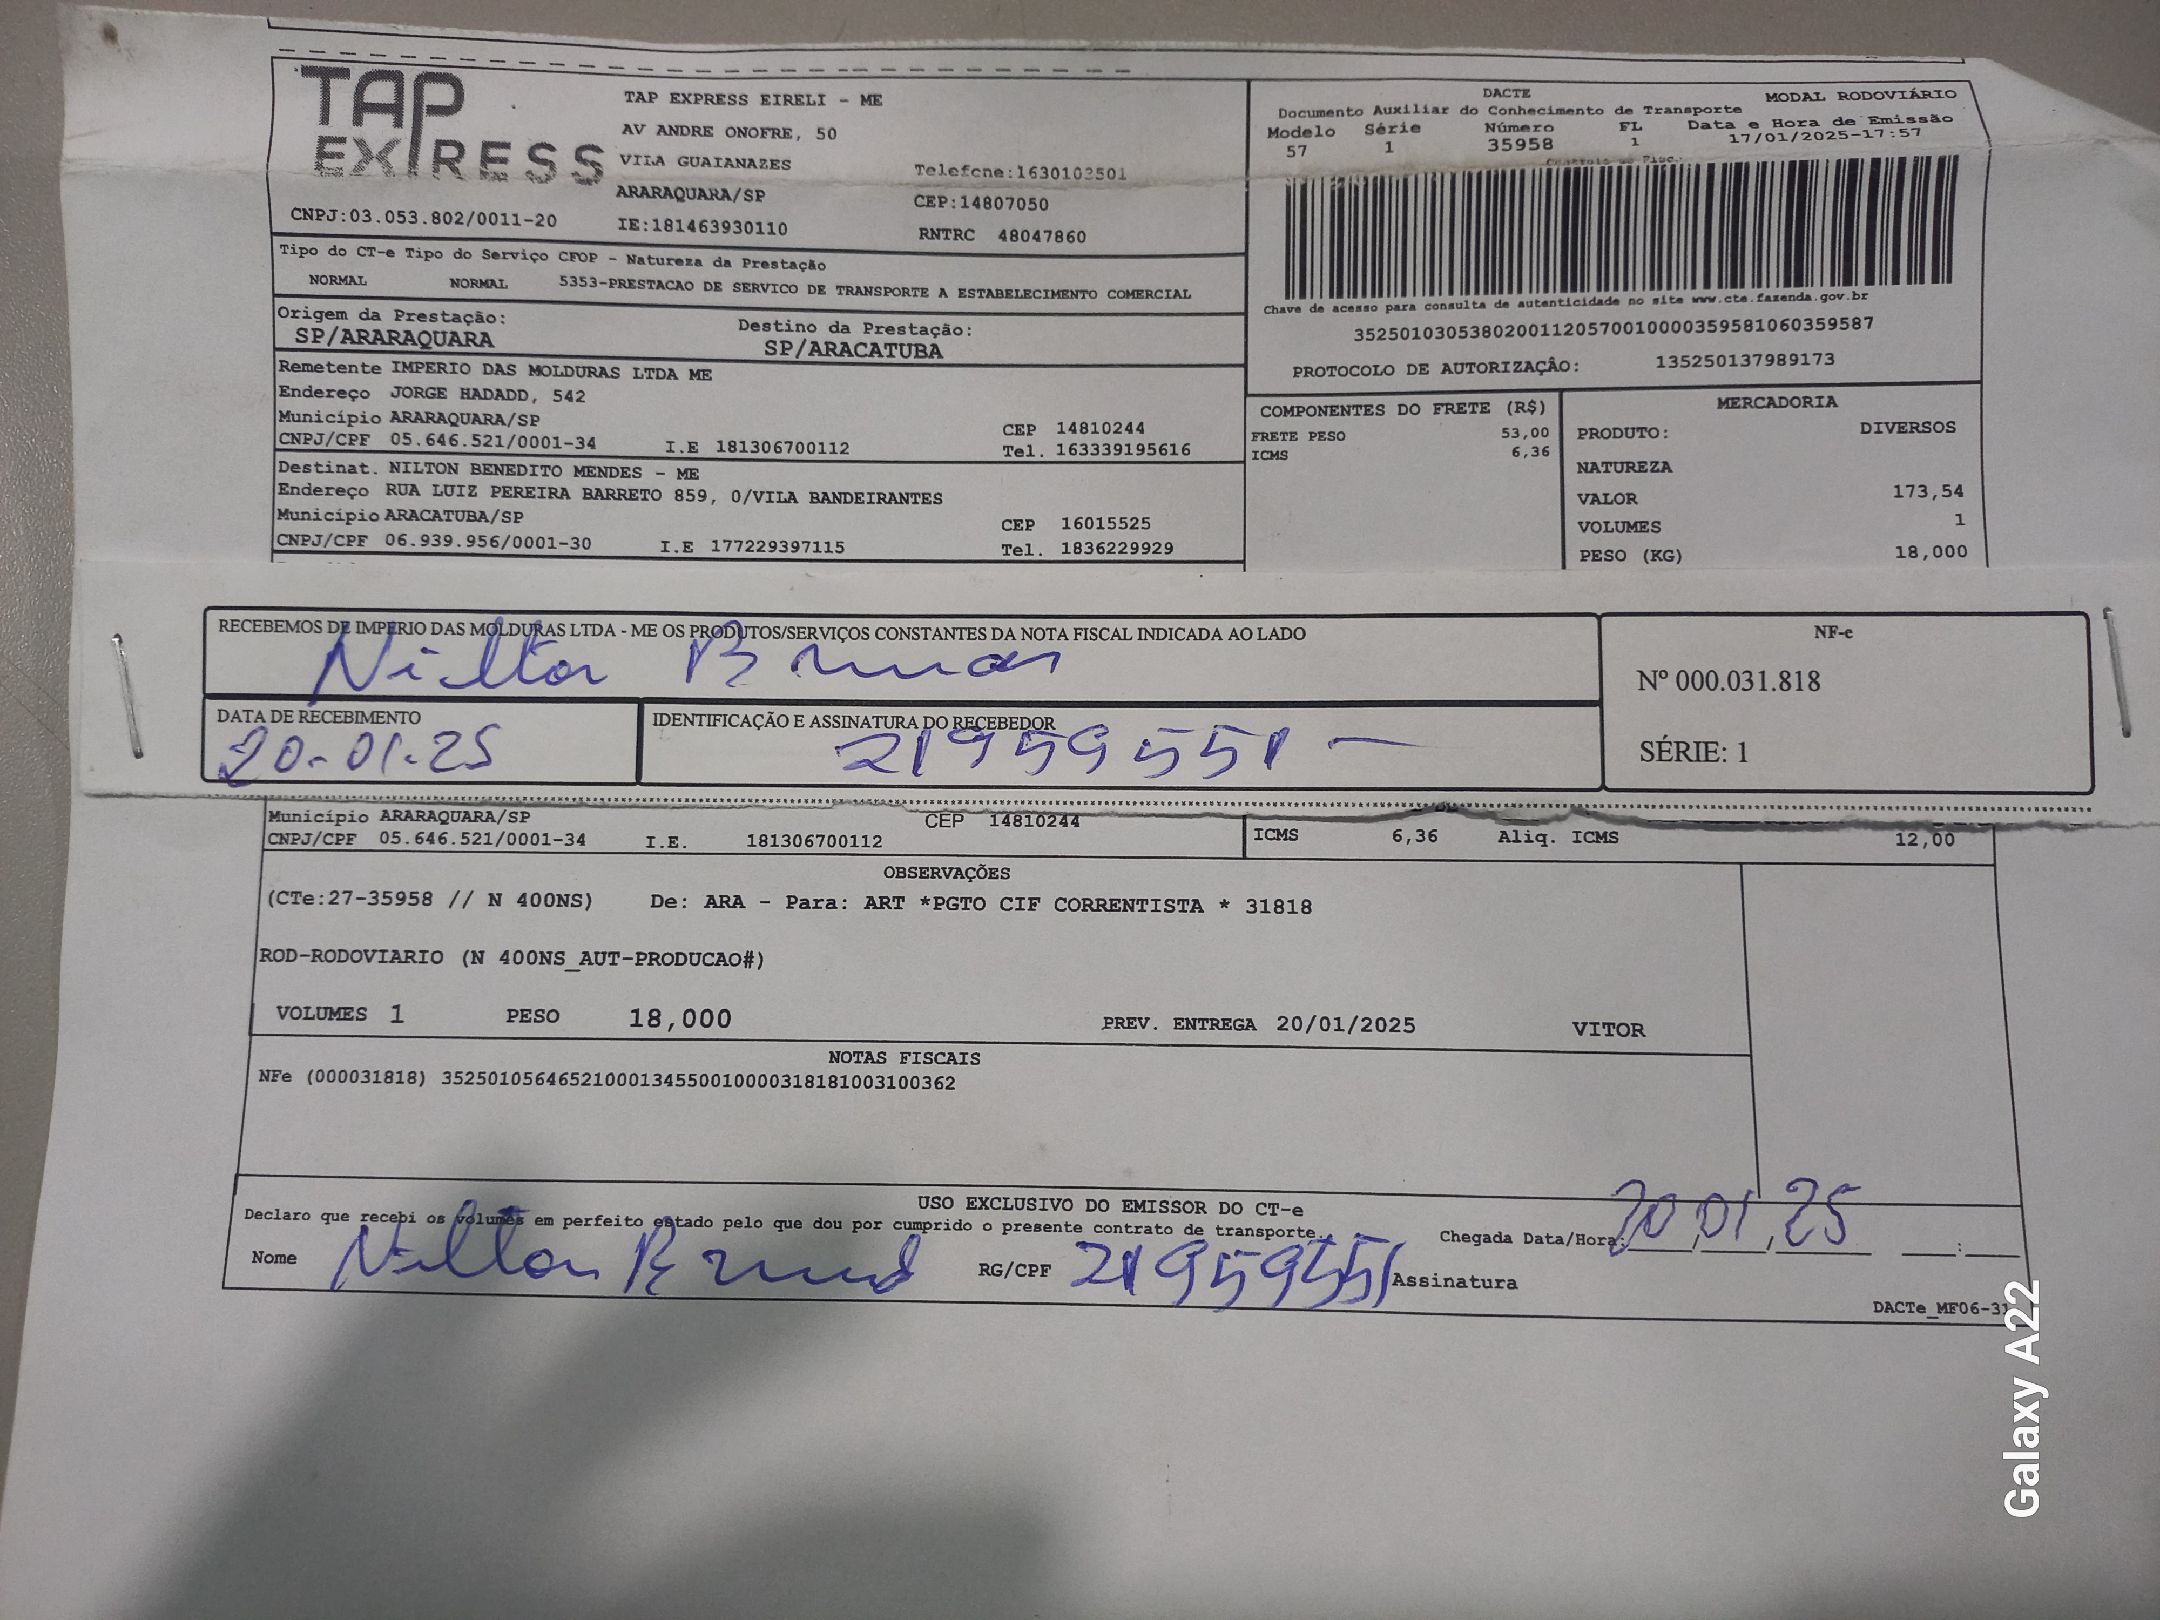 TAP
EXPRESS
TAP EXPRESS EIRELI - ME
AV ANDRE ONOFRE, 50
VILA GUAIANAZES
Telefone:1630102501
ARARAQUARA/SP
CEP:14807050
CNPJ:03.053.802/0011-20
IE:181463930110
RNTRC 48047860
DACTE
MODAL RODOVIÁRIO
Documento Auxiliar do Conhecimento de Transporte
Modelo Série Número FL Data e Hora de Emissão
57 1 35958 1 17/01/2025-17:57
Controle do Fisco:
Chave de acesso para consulta de autenticidade no site www.cte.fazenda.gov.br
35250103053802001120570010000359581060359587
PROTOCOLO DE AUTORIZAÇÂO: 135250137989173
Tipo do CT-e Tipo do Serviço CFOP - Natureza da Prestação
NORMAL NORMAL 5353-PRESTACAO DE SERVICO DE TRANSPORTE A ESTABELECIMENTO COMERCIAL
Origem da Prestação: Destino da Prestação:
SP/ARARAQUARA SP/ARACATUBA
Remetente IMPERIO DAS MOLDURAS LTDA ME
Endereço JORGE HADADD, 542
Município ARARAQUARA/SP CEP 14810244
CNPJ/CPF 05.646.521/0001-34 I.E 181306700112 Tel. 163339195616
Destinat. NILTON BENEDITO MENDES - ME
Endereço RUA LUIZ PEREIRA BARRETO 859, 0/VILA BANDEIRANTES
Município ARACATUBA/SP CEP 16015525
CNPJ/CPF 06.939.956/0001-30 I.E 177229397115 Tel. 1836229929
COMPONENTES DO FRETE (R$)
FRETE PESO 53,00
ICMS 6,36
MERCADORIA
PRODUTO: DIVERSOS
NATUREZA
VALOR 173,54
VOLUMES 1
PESO (KG) 18,000
RECEBEMOS DE IMPERIO DAS MOLDURAS LTDA - ME OS PRODUTOS/SERVIÇOS CONSTANTES DA NOTA FISCAL INDICADA AO LADO
Nilton B
DATA DE RECEBIMENTO
20-01-25
IDENTIFICAÇÃO E ASSINATURA DO RECEBEDOR
21959551 -
NF-e
Nº 000.031.818
SÉRIE: 1
Município ARARAQUARA/SP CEP 14810244
CNPJ/CPF 05.646.521/0001-34 I.E. 181306700112
ICMS 6,36 Aliq. ICMS 12,00
OBSERVAÇÕES
(CTe:27-35958 // N 400NS) De: ARA - Para: ART *PGTO CIF CORRENTISTA * 31818
ROD-RODOVIARIO (N 400NS_AUT-PRODUCAO#)
VOLUMES 1 PESO 18,000 PREV. ENTREGA 20/01/2025 VITOR
NOTAS FISCAIS
NFe (000031818) 35250105646521000134550010000318181003100362
USO EXCLUSIVO DO EMISSOR DO CT-e
Declaro que recebi os volumes em perfeito estado pelo que dou por cumprido o presente contrato de transporte.
Chegada Data/Hora: 20,01,25 :
Nome Nilton B RG/CPF 21959551 Assinatura
DACTe_MF06-31
Galaxy A22